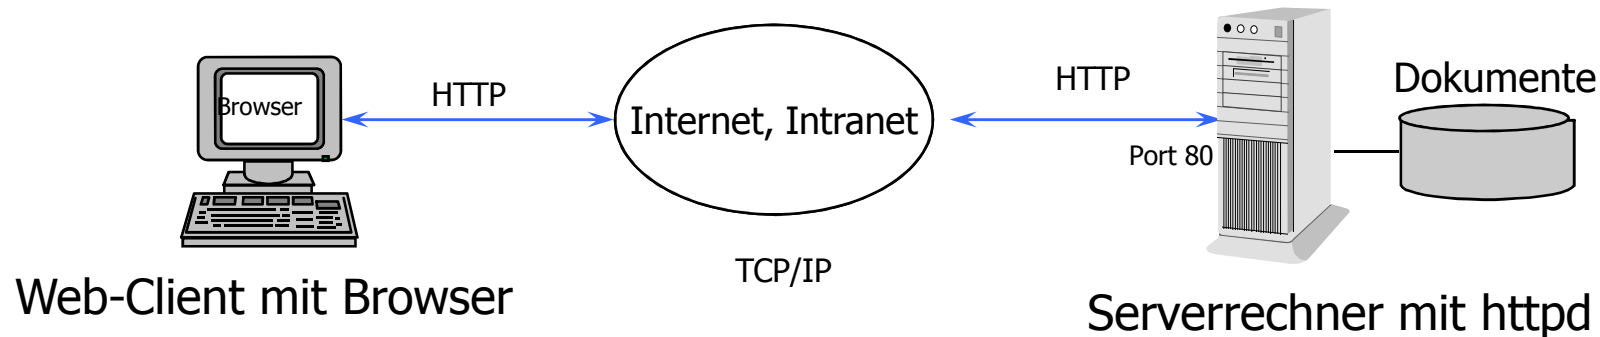 Browser
HTTP
Internet, Intranet
HTTP
Port 80
Dokumente
TCP/IP
Web-Client mit Browser
Serverrechner mit httpd